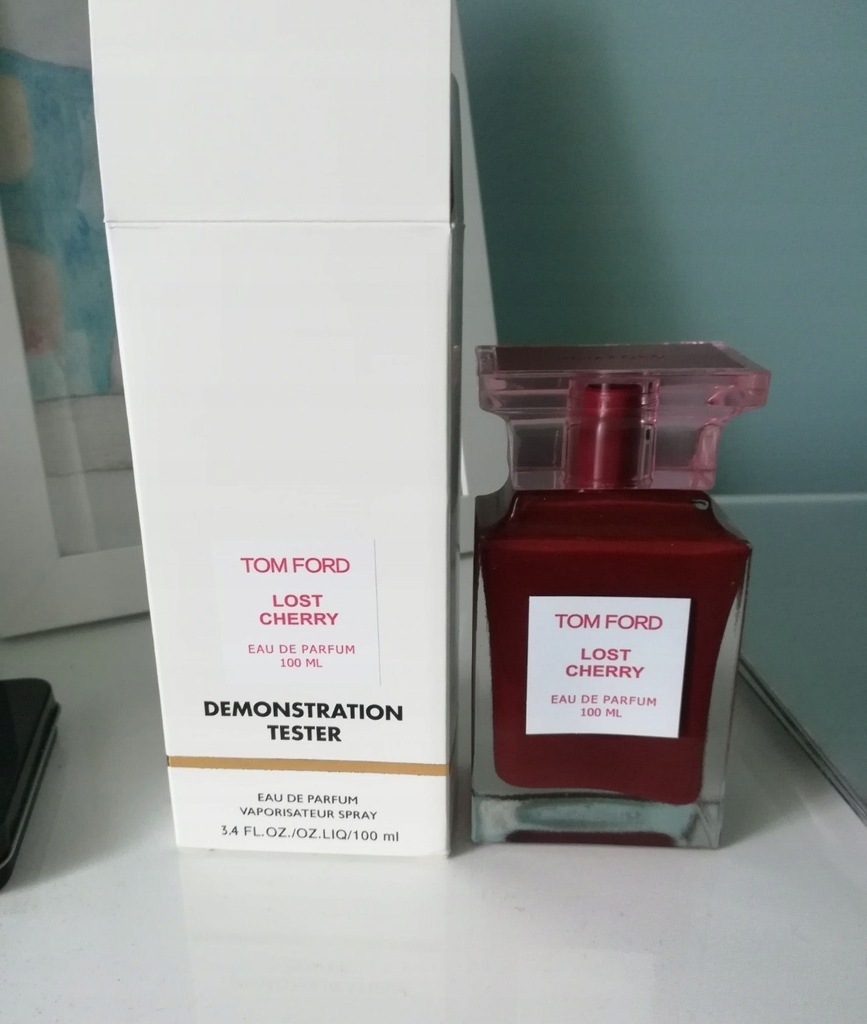 TOM FORD
LOST
CHERRY
EAU DE PARFUM
100 ML
DEMONSTRATION
TESTER
EAU DE PARFUM
VAPORISATEUR SPRAY
3.4 FL.OZ./OZ.LIQ/100 ml
TOM FORD
LOST
CHERRY
EAU DE PARFUM
100 ML